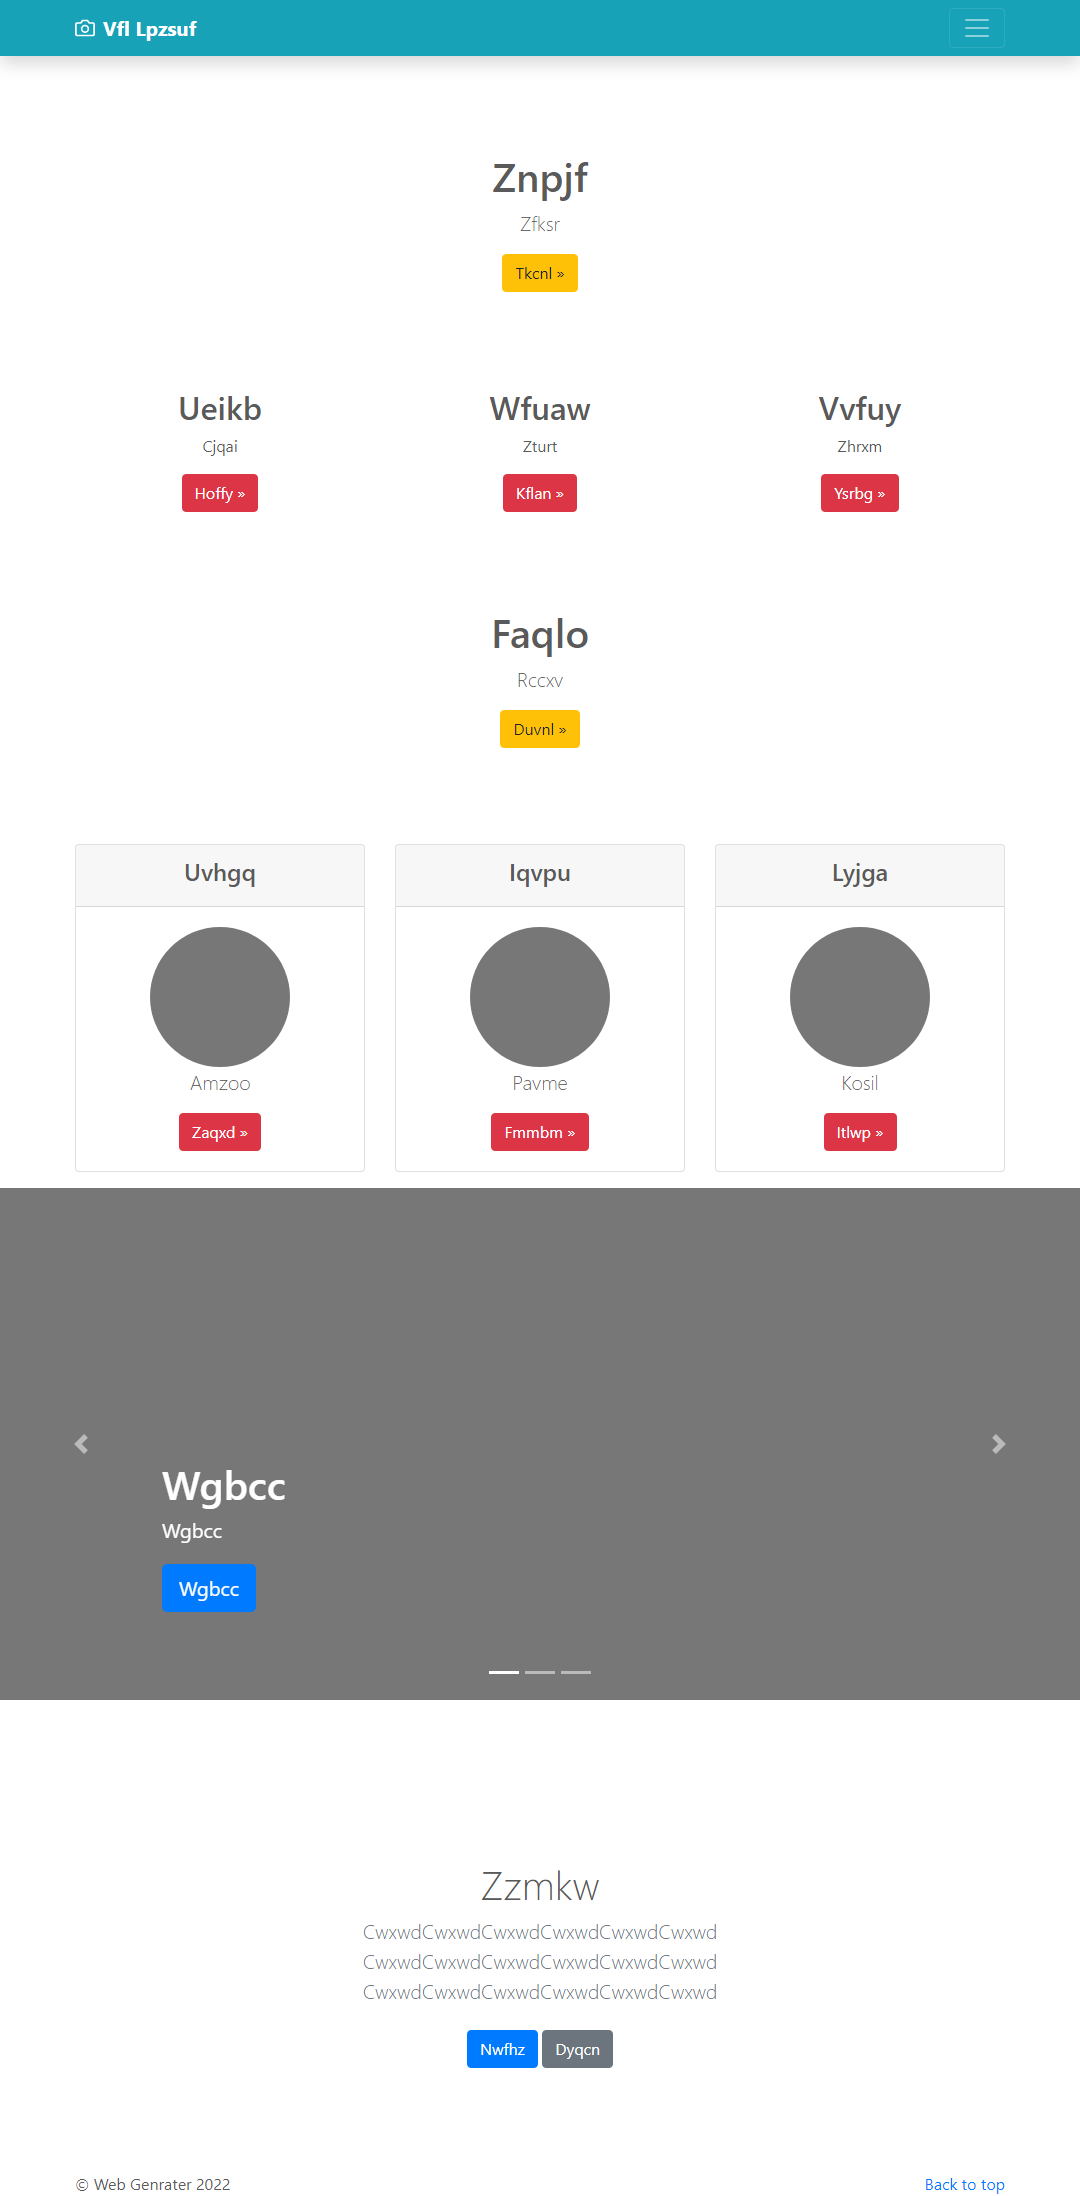 Vfl Lpzsuf
Znpjf
Zfksr
Tkcnl »
Ueikb
Cjqai
Hoffy »
Wfuaw
Zturt
Kflan »
Vvfuy
Zhrxm
Ysrbg »
Faqlo
Rccxv
Duvnl »
Uvhgq
Amzoo
Zaqxd »
Iqvpu
Pavme
Fmmbm »
Lyjga
Kosil
Itlwp »
Wgbcc
Wgbcc
Wgbcc
Zzmkw
CwxwdCwxwdCwxwdCwxwdCwxwdCwxwd
CwxwdCwxwdCwxwdCwxwdCwxwdCwxwd
CwxwdCwxwdCwxwdCwxwdCwxwdCwxwd
Nwfhz Dyqcn
© Web Genrater 2022 Back to top